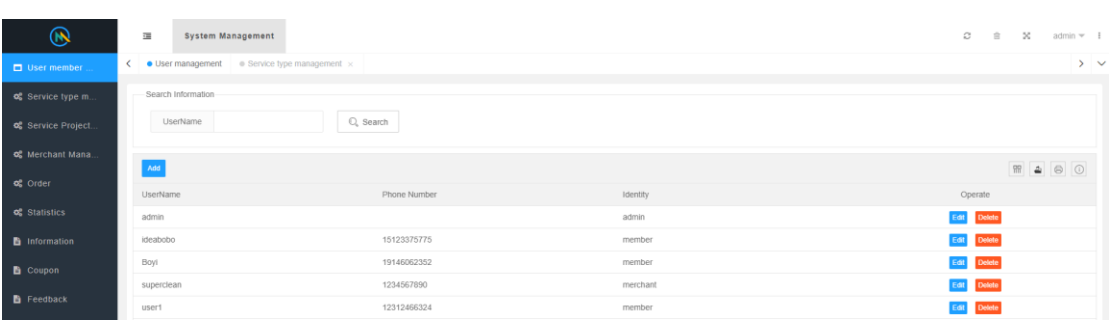 System Management
admin
User member ...
User management
Service type management ×
Service type m...
Service Project...
Merchant Mana...
Order
Statistics
Information
Coupon
Feedback
Search Information
UserName
Search
Add
UserName Phone Number Identity Operate
admin admin Edit Delete
ideabobo 15123375775 member Edit Delete
Boyi 19146062352 member Edit Delete
superclean 1234567890 merchant Edit Delete
user1 12312466324 member Edit Delete